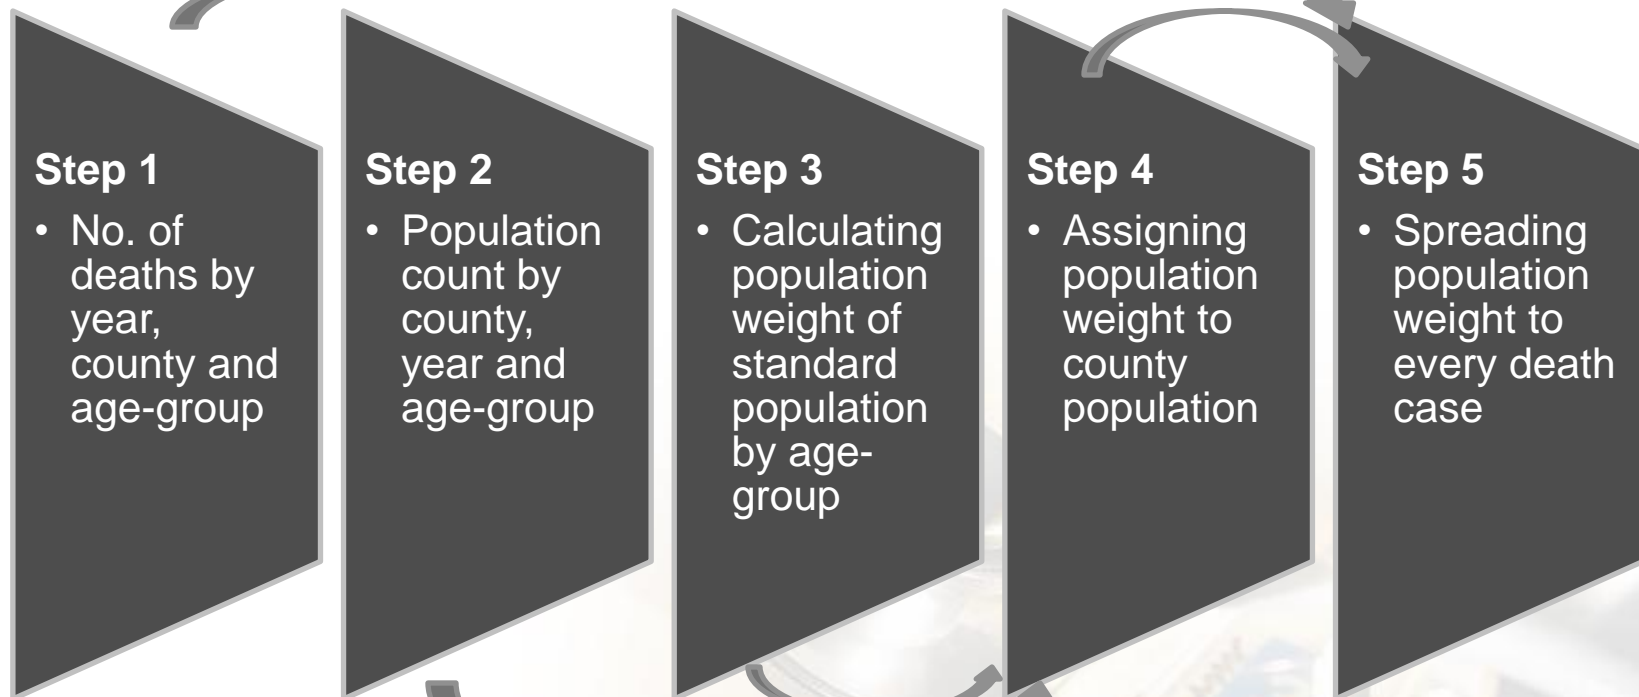 Step 1
• No. of
deaths by
year,
county and
age-group
Step 2
• Population
count by
county,
year and
age-group
Step 3
• Calculating
population
weight of
standard
population
by age-
group
Step 4
• Assigning
population
weight to
county
population
Step 5
• Spreading
population
weight to
every death
case